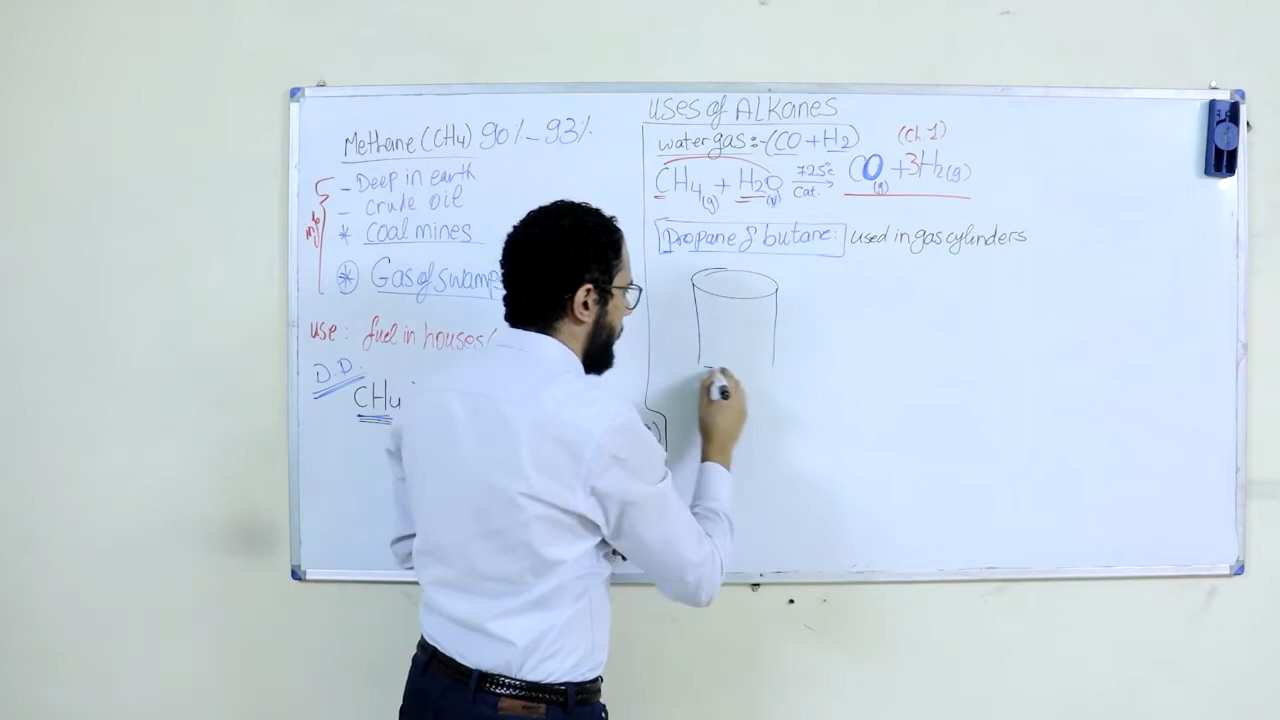 Uses of Alkanes
Methane (CH4) 90% - 93%
- Deep in earth
- crude oil
* coal mines
* Gas of swamps
use: fuel in houses/
D.D.
CH4
water gas :- (CO + H2)
(Ch.1)
CH4(g) + H2O(v) 725°c Cat. → CO(g) + 3H2(g)
Propane & butane: used in gas cylinders